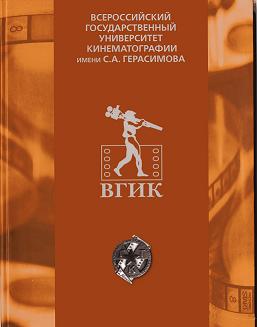 ВСЕРОССИЙСКИЙ
ГОСУДАРСТВЕННЫЙ
УНИВЕРСИТЕТ
КИНЕМАТОГРАФИИ
ИМЕНИ С.А. ГЕРАСИМОВА
ВГИК